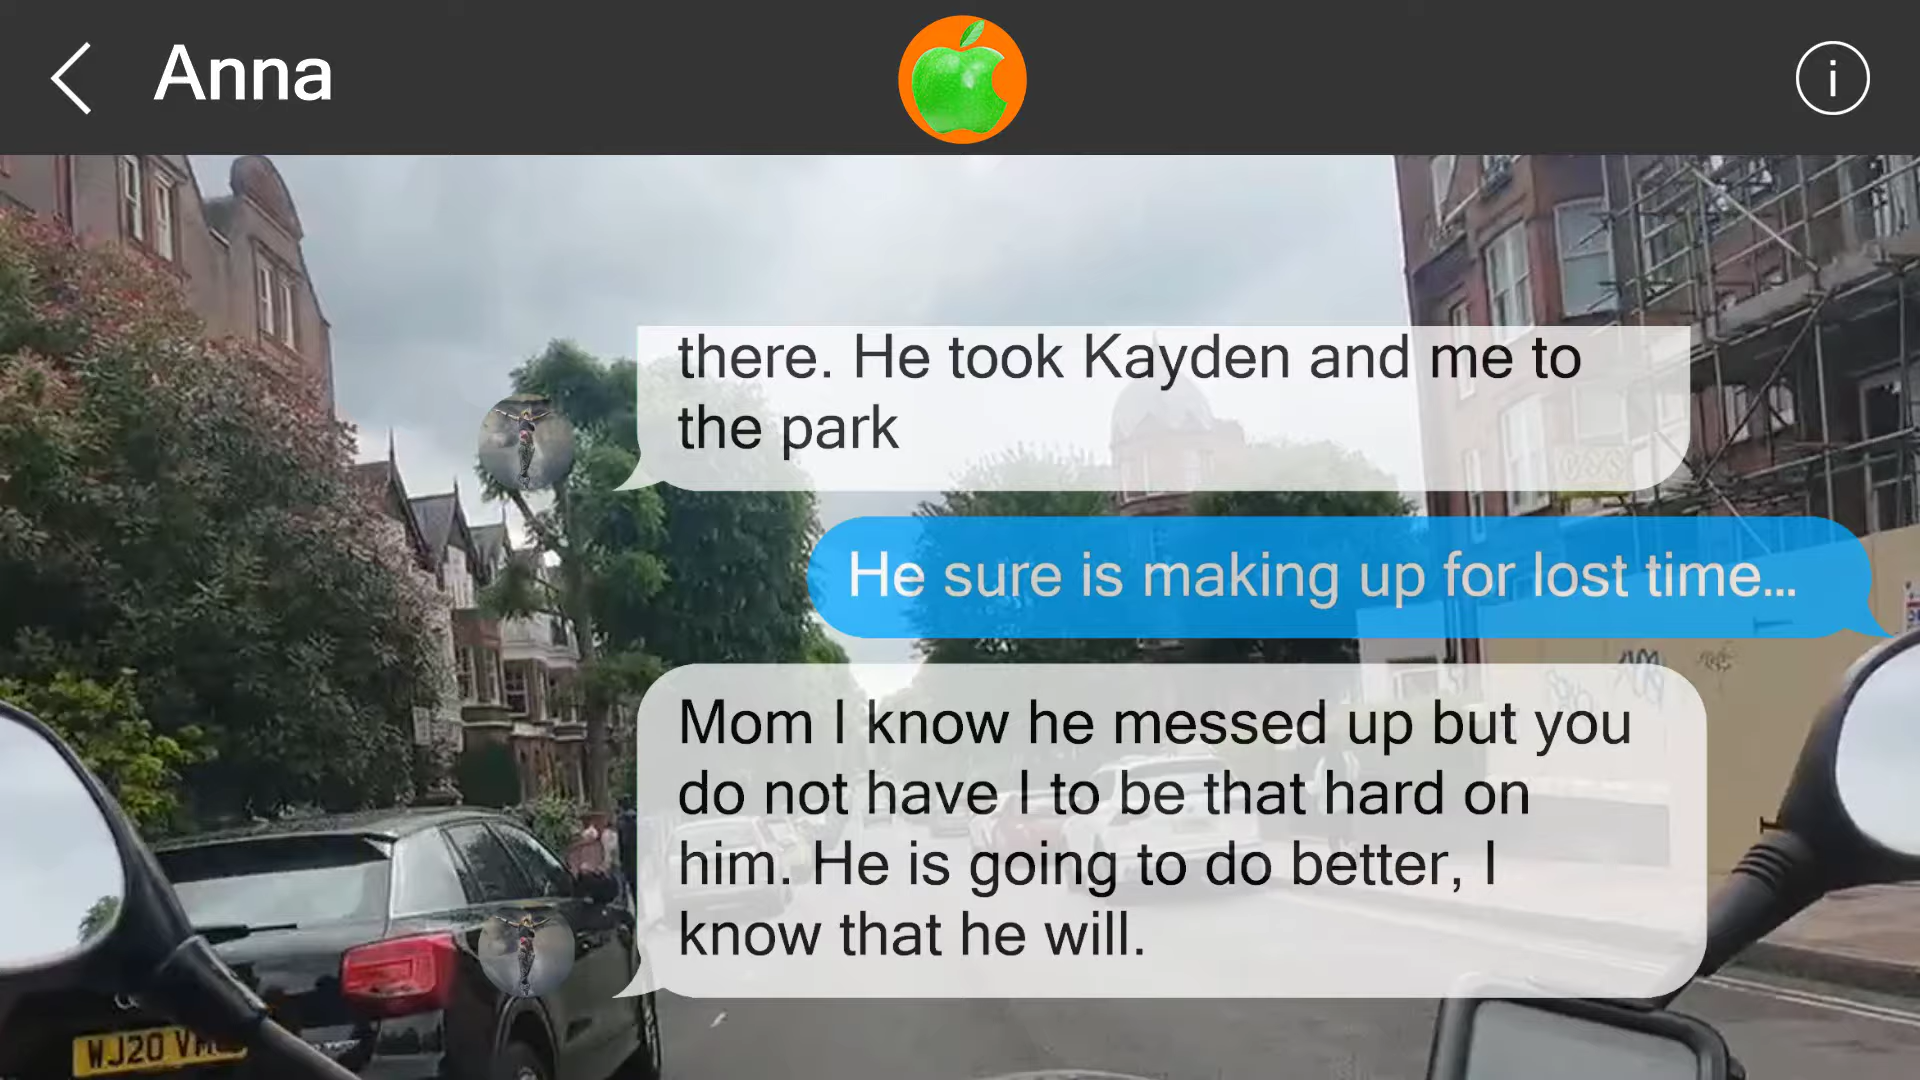 Anna
there. He took Kayden and me to
the park
He sure is making up for lost time...
Mom I know he messed up but you
do not have I to be that hard on
him. He is going to do better, I
know that he will.
WJ20